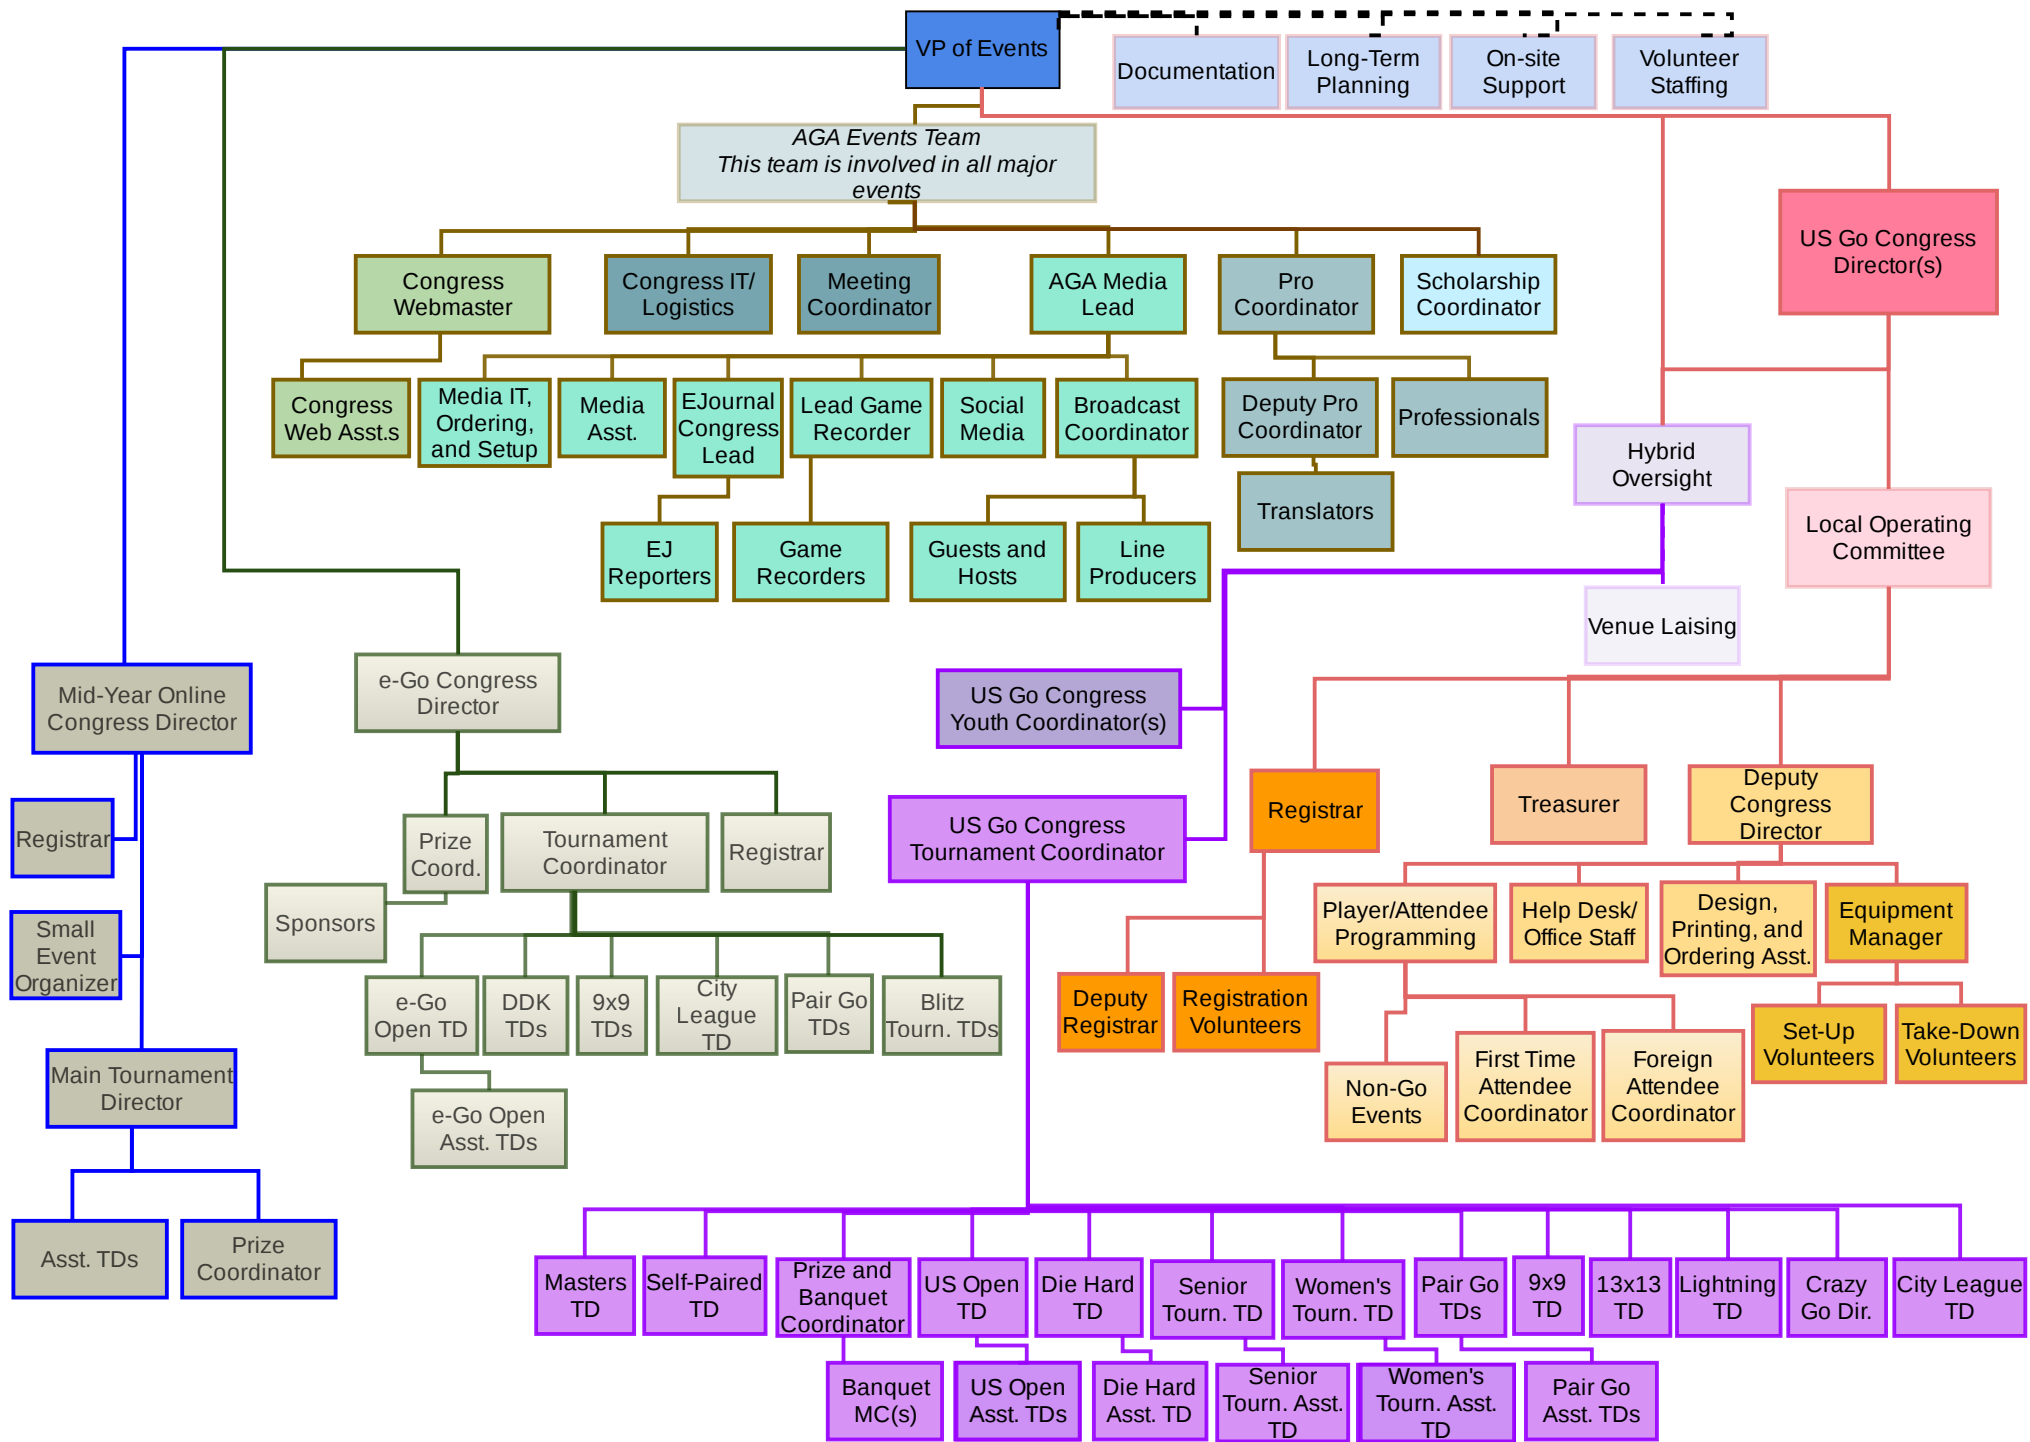 VP of Events
Documentation
Long-Term
Planning
On-site
Support
Volunteer
Staffing
AGA Events Team
This team is involved in all major
events
US Go Congress
Director(s)
Congress
Webmaster
Congress IT/
Logistics
Meeting
Coordinator
AGA Media
Lead
Pro
Coordinator
Scholarship
Coordinator
Congress
Web Asst.s
Media IT,
Ordering,
and Setup
Media
Asst.
EJournal
Congress
Lead
Lead Game
Recorder
Social
Media
Broadcast
Coordinator
Deputy Pro
Coordinator
Professionals
Hybrid
Oversight
Translators
Local Operating
Committee
EJ
Reporters
Game
Recorders
Guests and
Hosts
Line
Producers
Venue Laising
Mid-Year Online
Congress Director
e-Go Congress
Director
US Go Congress
Youth Coordinator(s)
Registrar
Treasurer
Deputy
Congress
Director
Registrar
Prize
Coord.
Tournament
Coordinator
Registrar
US Go Congress
Tournament Coordinator
Sponsors
Small
Event
Organizer
Player/Attendee
Programming
Help Desk/
Office Staff
Design,
Printing, and
Ordering Asst.
Equipment
Manager
e-Go
Open TD
DDK
TDs
9x9
TDs
City
League
TD
Pair Go
TDs
Blitz
Tourn. TDs
Deputy
Registrar
Registration
Volunteers
Set-Up
Volunteers
Take-Down
Volunteers
Main Tournament
Director
e-Go Open
Asst. TDs
Non-Go
Events
First Time
Attendee
Coordinator
Foreign
Attendee
Coordinator
Asst. TDs
Prize
Coordinator
Masters
TD
Self-Paired
TD
Prize and
Banquet
Coordinator
US Open
TD
Die Hard
TD
Senior
Tourn. TD
Women's
Tourn. TD
Pair Go
TDs
9x9
TD
13x13
TD
Lightning
TD
Crazy
Go Dir.
City League
TD
Banquet
MC(s)
US Open
Asst. TDs
Die Hard
Asst. TD
Senior
Tourn. Asst.
TD
Women's
Tourn. Asst.
TD
Pair Go
Asst. TDs